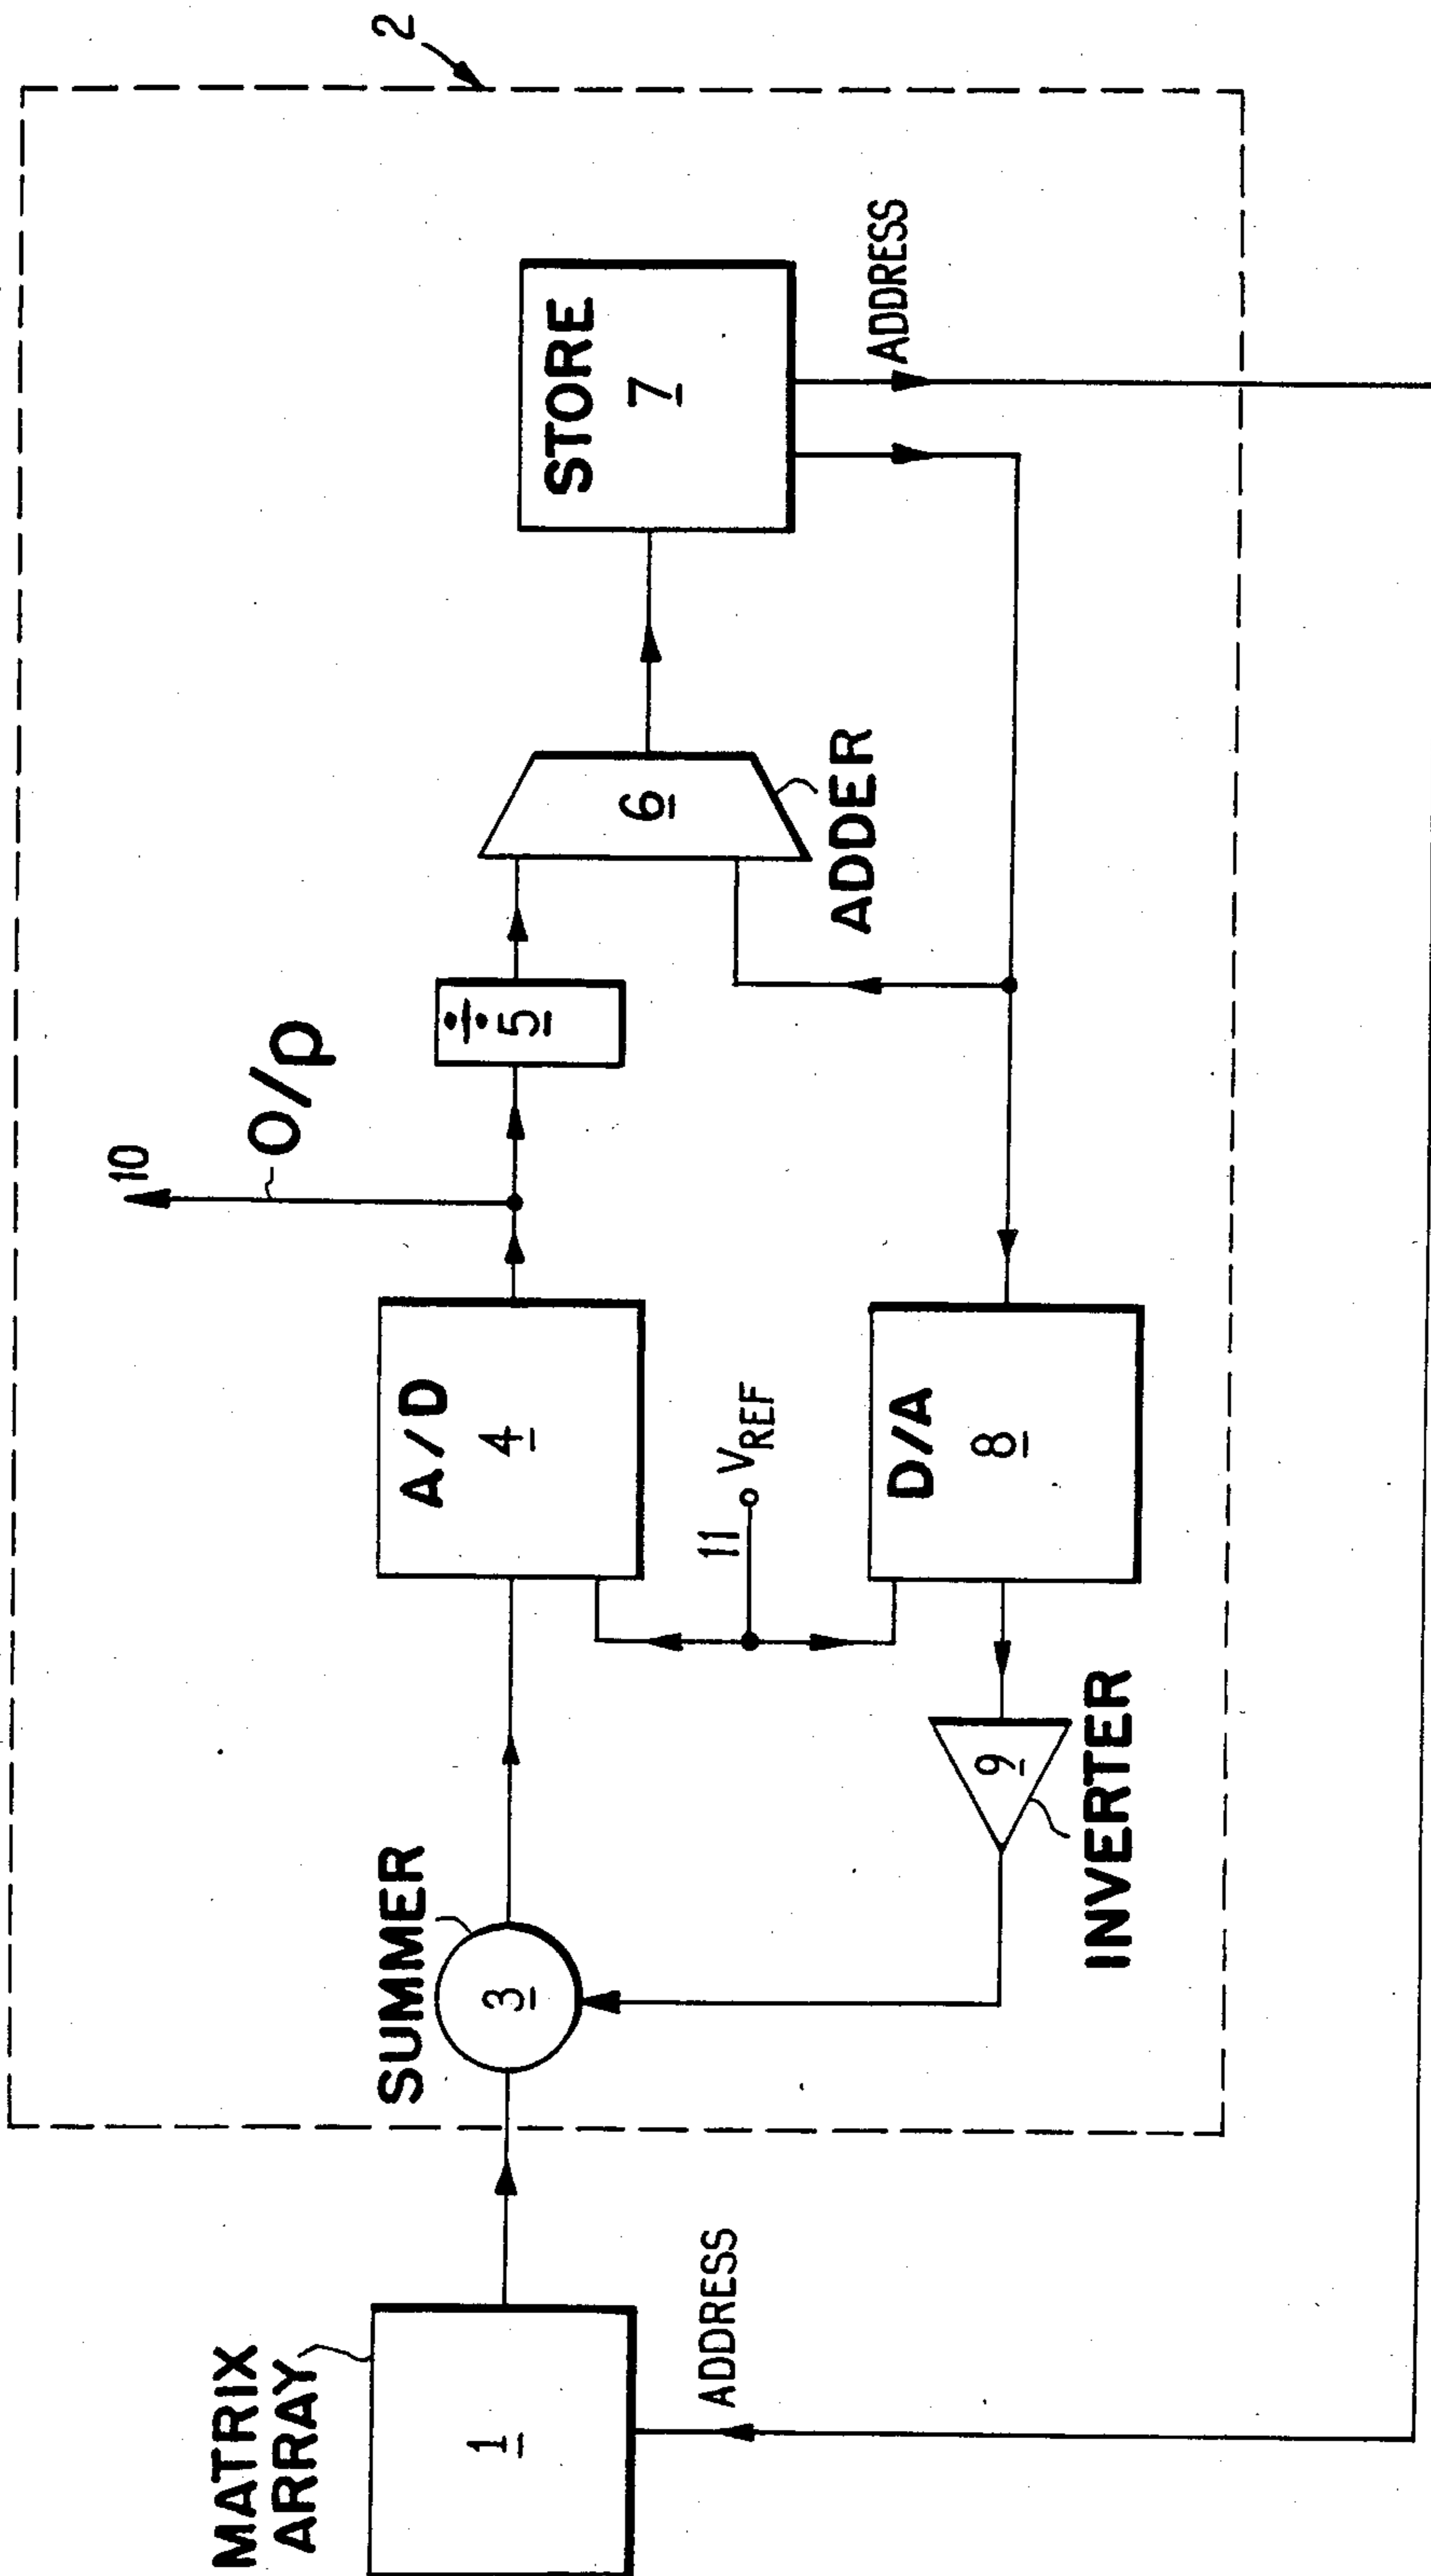 MATRIX
ARRAY
1
ADDRESS
SUMMER
3
A/D
4
10
O/p
÷
5
6
ADDER
STORE
7
ADDRESS
2
11
VREF
D/A
8
9
INVERTER